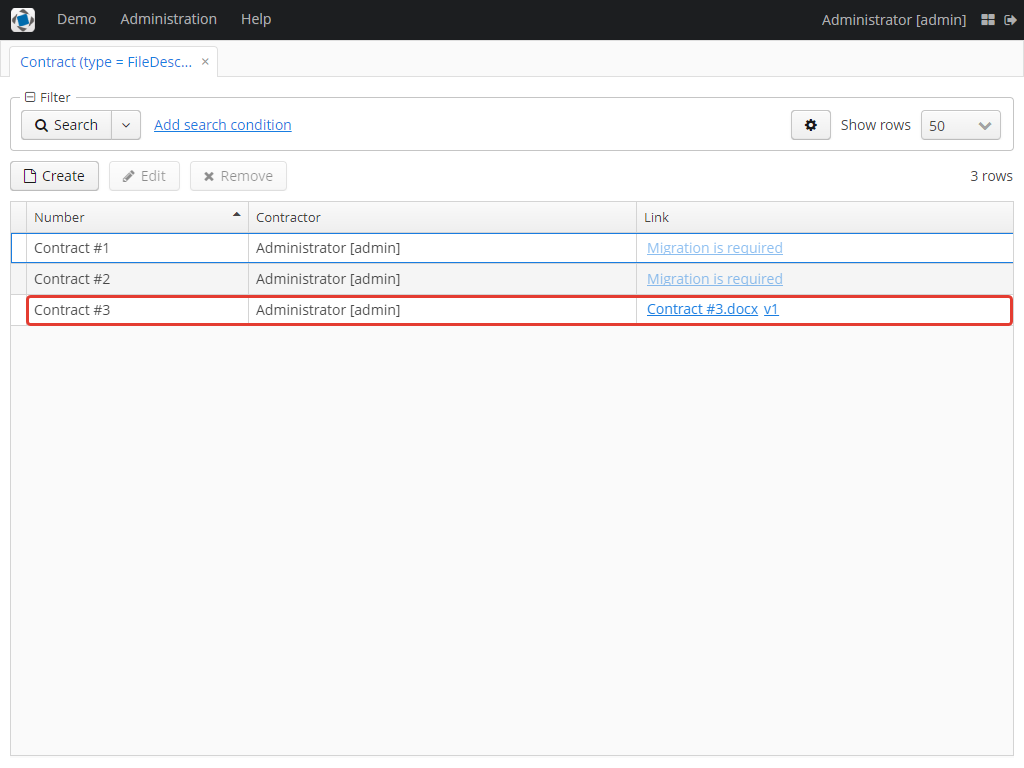 Demo Administration Help Administrator [admin]
Contract (type = FileDesc... ×
Filter
Search Add search condition Show rows 50
Create Edit Remove 3 rows
Number Contractor Link
Contract #1 Administrator [admin] Migration is required
Contract #2 Administrator [admin] Migration is required
Contract #3 Administrator [admin] Contract #3.docx v1